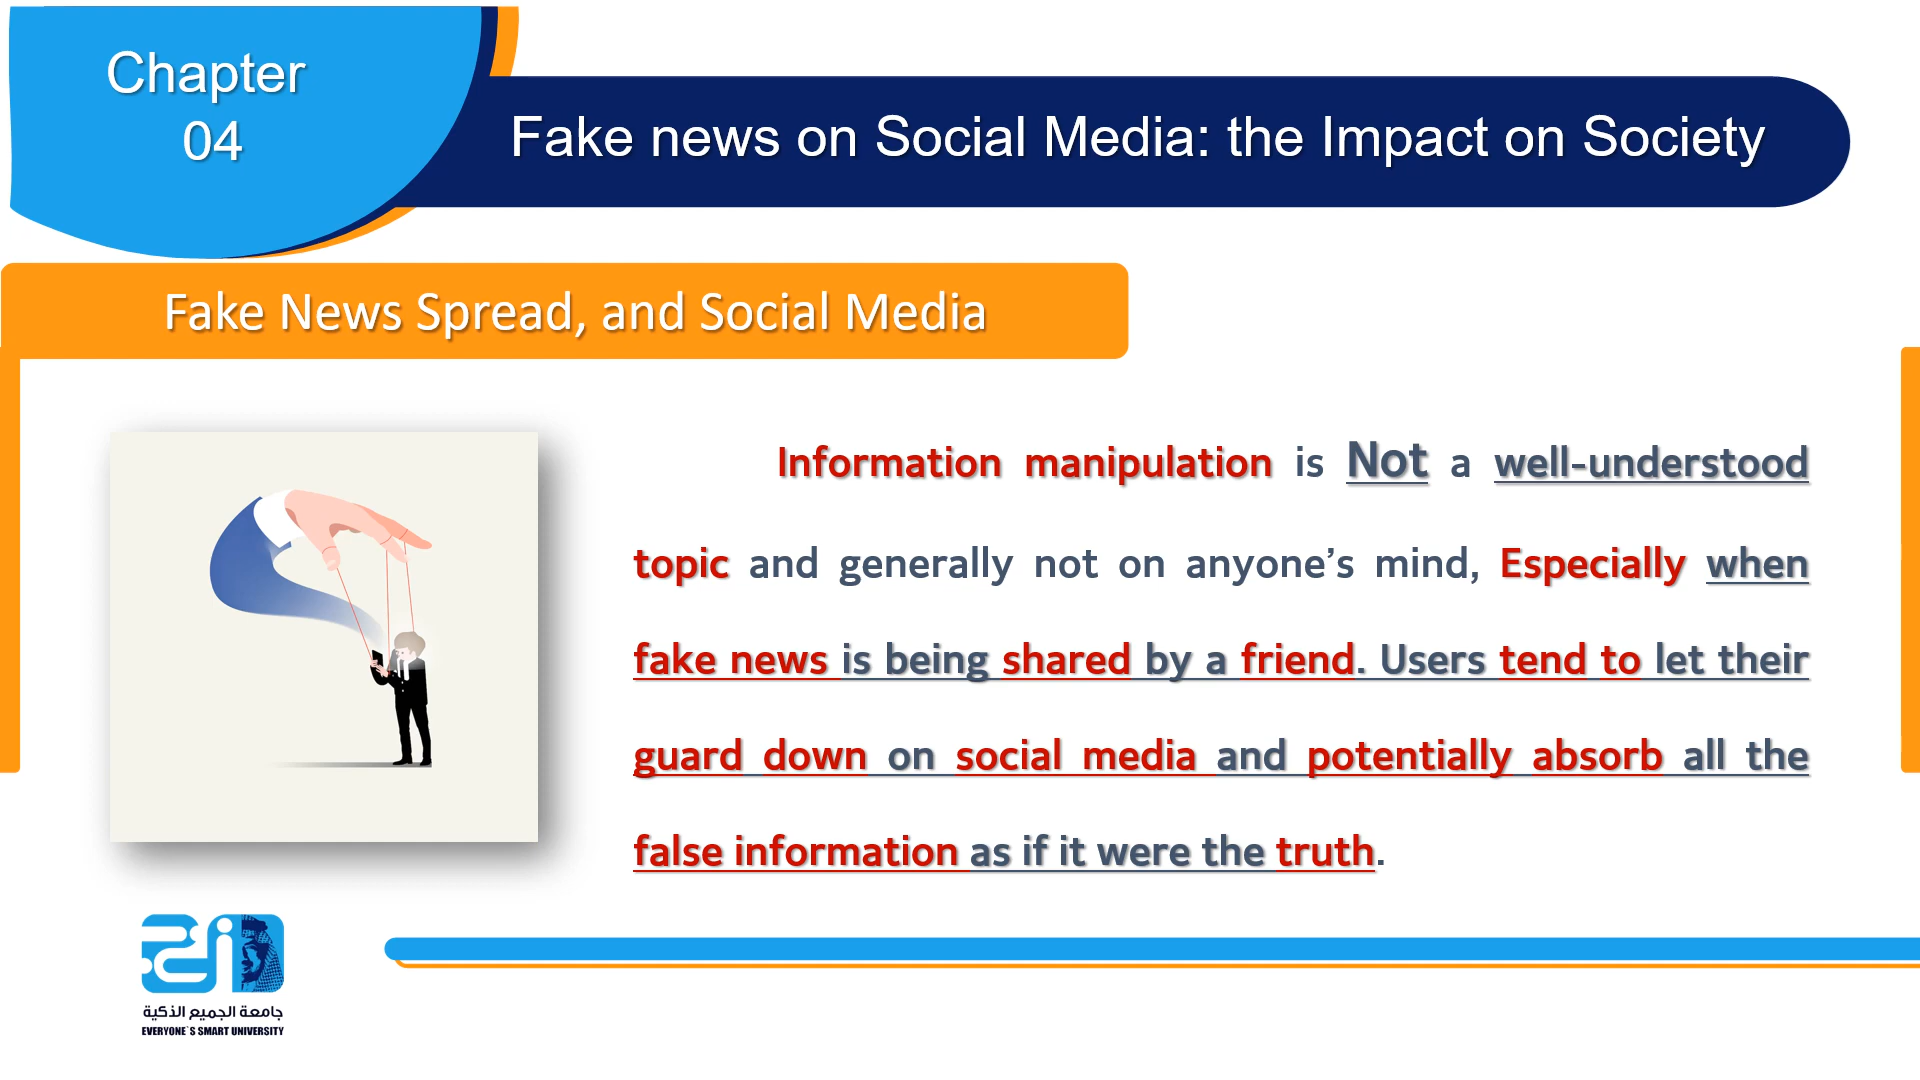 Chapter
04
Fake news on Social Media: the Impact on Society
Fake News Spread, and Social Media
Information manipulation is Not a well-understood
topic and generally not on anyone’s mind, Especially when
fake news is being shared by a friend. Users tend to let their
guard down on social media and potentially absorb all the
false information as if it were the truth.
جامعة الجميع الذكية
EVERYONE`S SMART UNIVERSITY